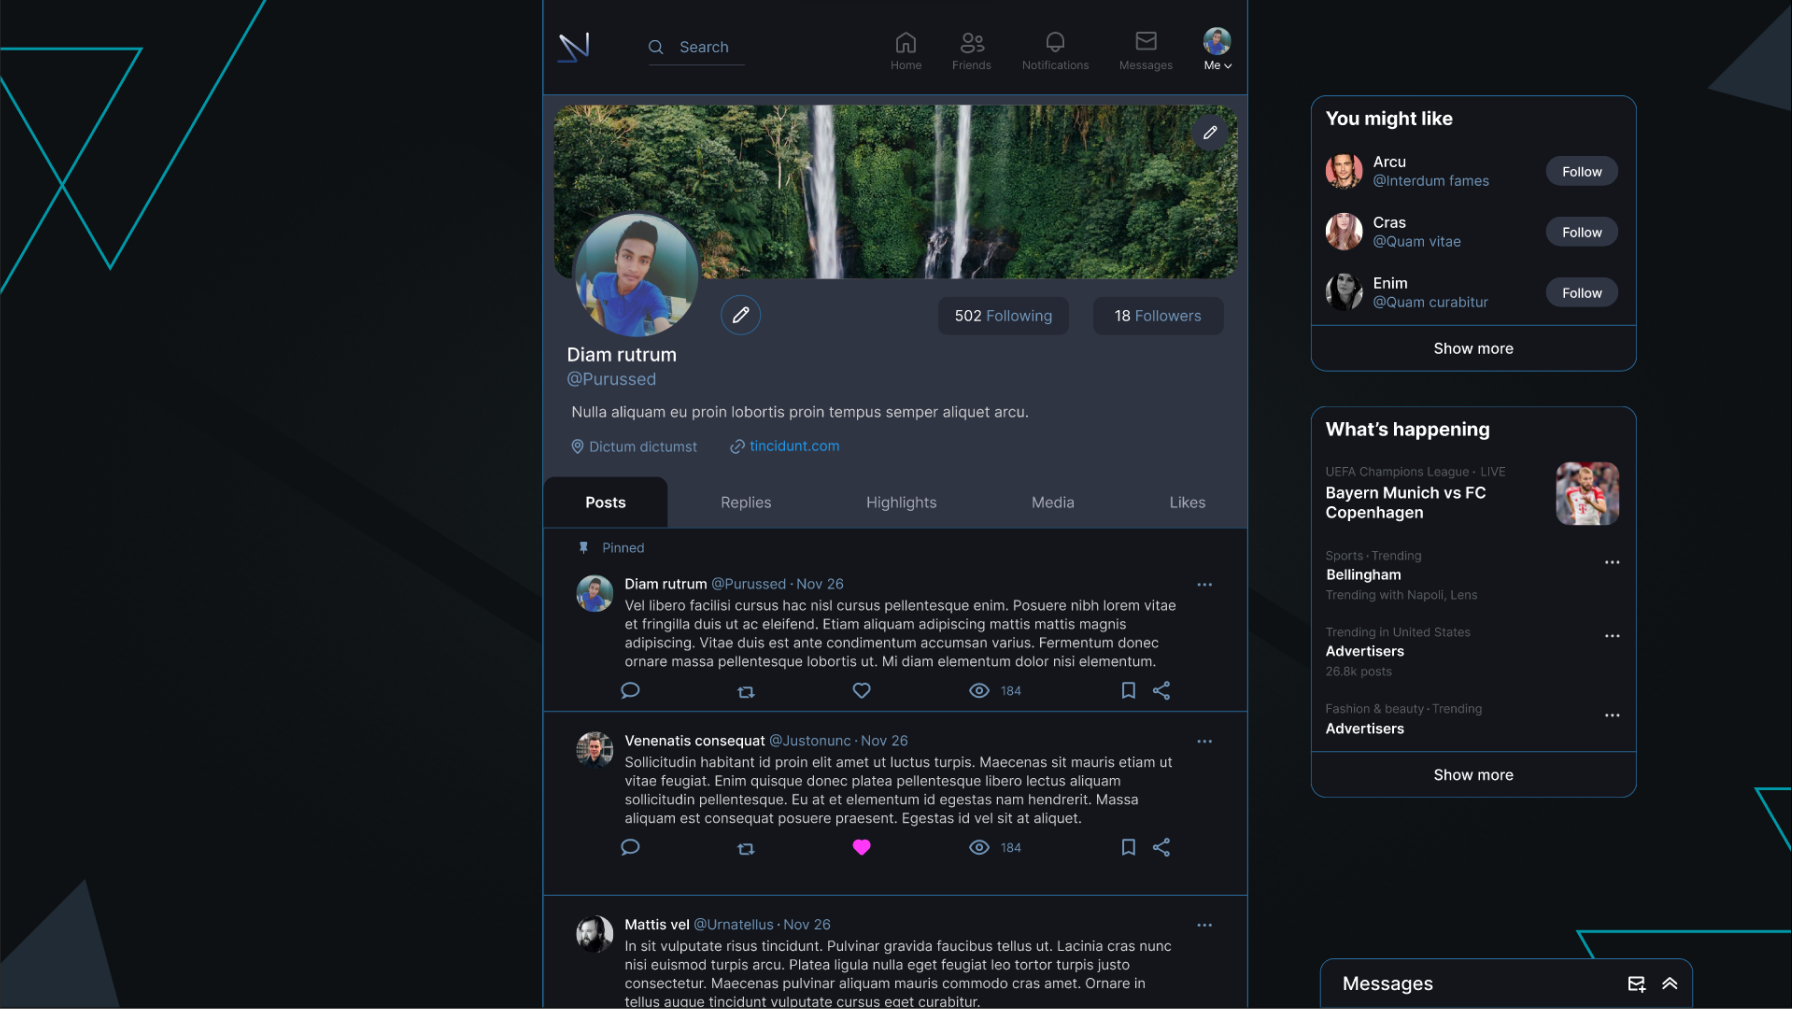 Search
Home
Friends
Notifications
Messages
Me
502 Following
18 Followers
Diam rutrum
@Purussed
Nulla aliquam eu proin lobortis proin tempus semper aliquet arcu.
Dictum dictumst
tincidunt.com
Posts
Replies
Highlights
Media
Likes
Pinned
Diam rutrum @Purussed · Nov 26
Vel libero facilisi cursus hac nisl cursus pellentesque enim. Posuere nibh lorem vitae
et fringilla duis ut ac eleifend. Etiam aliquam adipiscing mattis mattis magnis
adipiscing. Vitae duis est ante condimentum accumsan varius. Fermentum donec
ornare massa pellentesque lobortis ut. Mi diam elementum dolor nisi elementum.
184
Venenatis consequat @Justonunc · Nov 26
Sollicitudin habitant id proin elit amet ut luctus turpis. Maecenas sit mauris etiam ut
vitae feugiat. Enim quisque donec platea pellentesque libero lectus aliquam
sollicitudin pellentesque. Eu at et elementum id egestas nam hendrerit. Massa
aliquam est consequat posuere praesent. Egestas id vel sit at aliquet.
184
Mattis vel @Urnatellus · Nov 26
In sit vulputate risus tincidunt. Pulvinar gravida faucibus tellus ut. Lacinia cras nunc
nisi euismod turpis arcu. Platea ligula nulla eget feugiat leo tortor turpis justo
consectetur. Maecenas pulvinar aliquam mauris commodo cras amet. Ornare in
tellus augue tincidunt vulputate cursus eget curabitur.
You might like
Arcu
@Interdum fames
Follow
Cras
@Quam vitae
Follow
Enim
@Quam curabitur
Follow
Show more
What's happening
UEFA Champions League · LIVE
Bayern Munich vs FC
Copenhagen
Sports · Trending
Bellingham
Trending with Napoli, Lens
Trending in United States
Advertisers
26.8k posts
Fashion & beauty · Trending
Advertisers
Show more
Messages